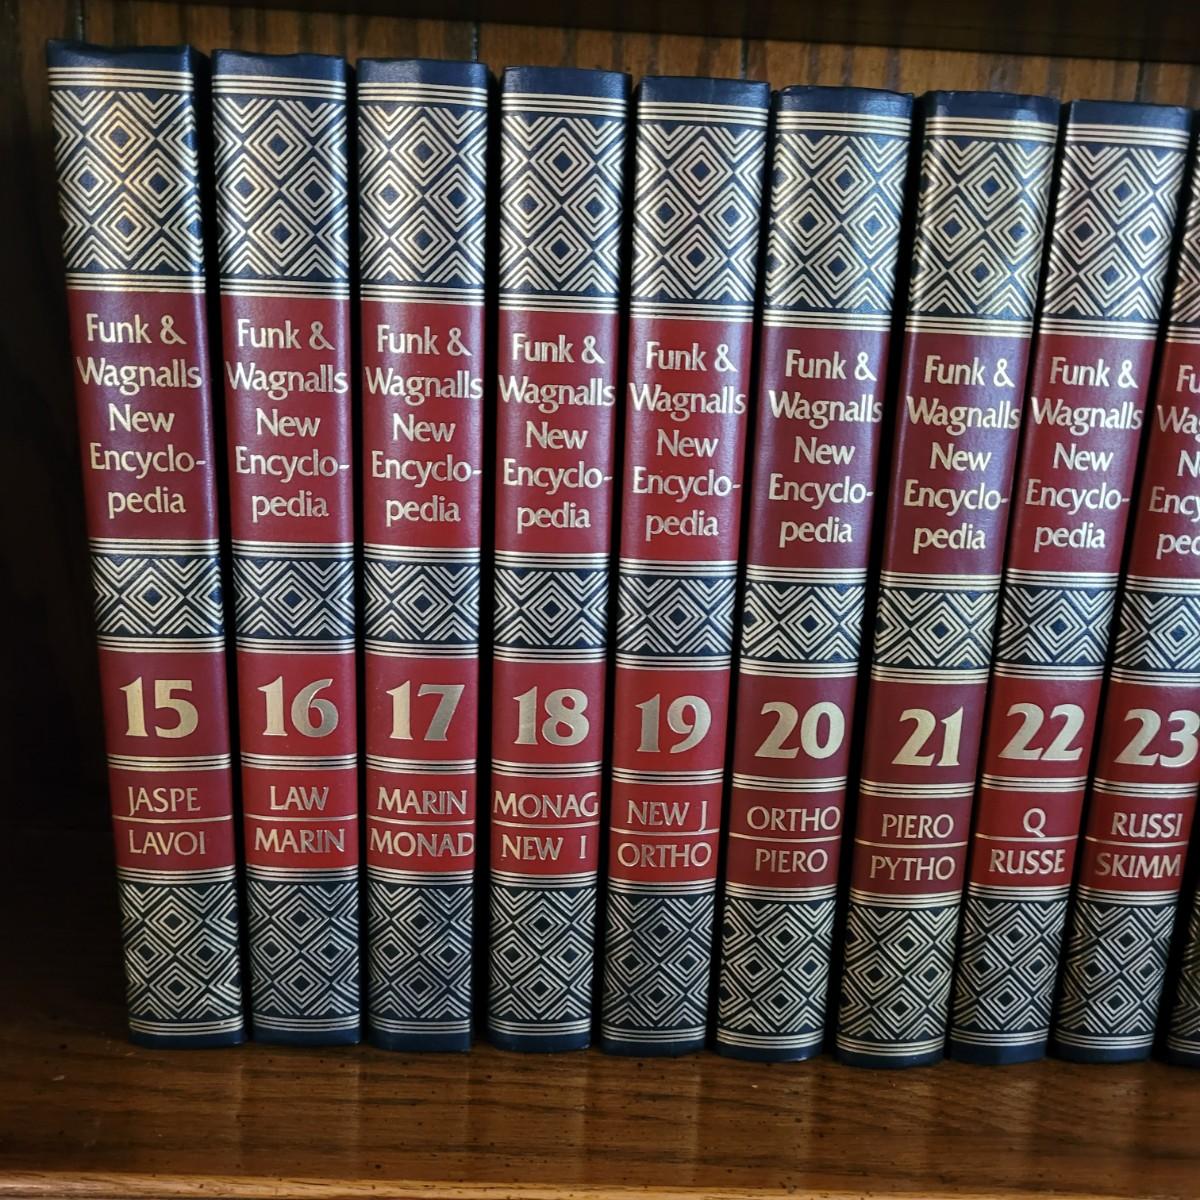 Funk &
Wagnalls
New
Encyclo-
pedia
15
JASPE
LAVOI
Funk &
Wagnalls
New
Encyclo-
pedia
16
LAW
MARIN
Funk &
Wagnalls
New
Encyclo-
pedia
17
MARIN
MONAD
Funk &
Wagnalls
New
Encyclo-
pedia
18
MONAG
NEW I
Funk &
Wagnalls
New
Encyclo-
pedia
19
NEW J
ORTHO
Funk &
Wagnalls
New
Encyclo-
pedia
20
ORTHO
PIERO
Funk &
Wagnalls
New
Encyclo-
pedia
21
PIERO
PYTHO
Funk &
Wagnalls
New
Encyclo-
pedia
22
Q
RUSSE
23
RUSSI
SKIMM